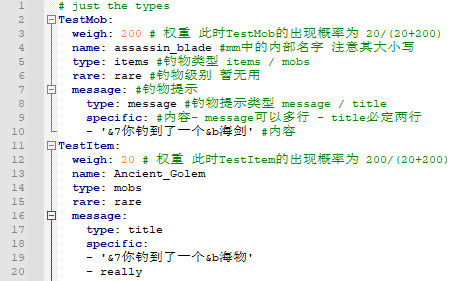 1 # just the types
2 TestMob:
3 weigh: 200 # 权重 此时TestMob的出现概率为 20/(20+200)
4 name: assassin_blade #mm中的内部名字 注意其大小写
5 type: items #钓物类型 items / mobs
6 rare: rare #钓物级别 暂无用
7 message: #钓物提示
8 type: message #钓物提示类型 message / title
9 specific: #内容- message可以多行 - title必定两行
10 - '&7你钓到了一个&b海剑' #内容
11 TestItem:
12 weigh: 20 # 权重 此时TestItem的出现概率为 200/(20+200)
13 name: Ancient_Golem
14 type: mobs
15 rare: rare
16 message:
17 type: title
18 specific:
19 - '&7你钓到了一个&b海物'
20 - really